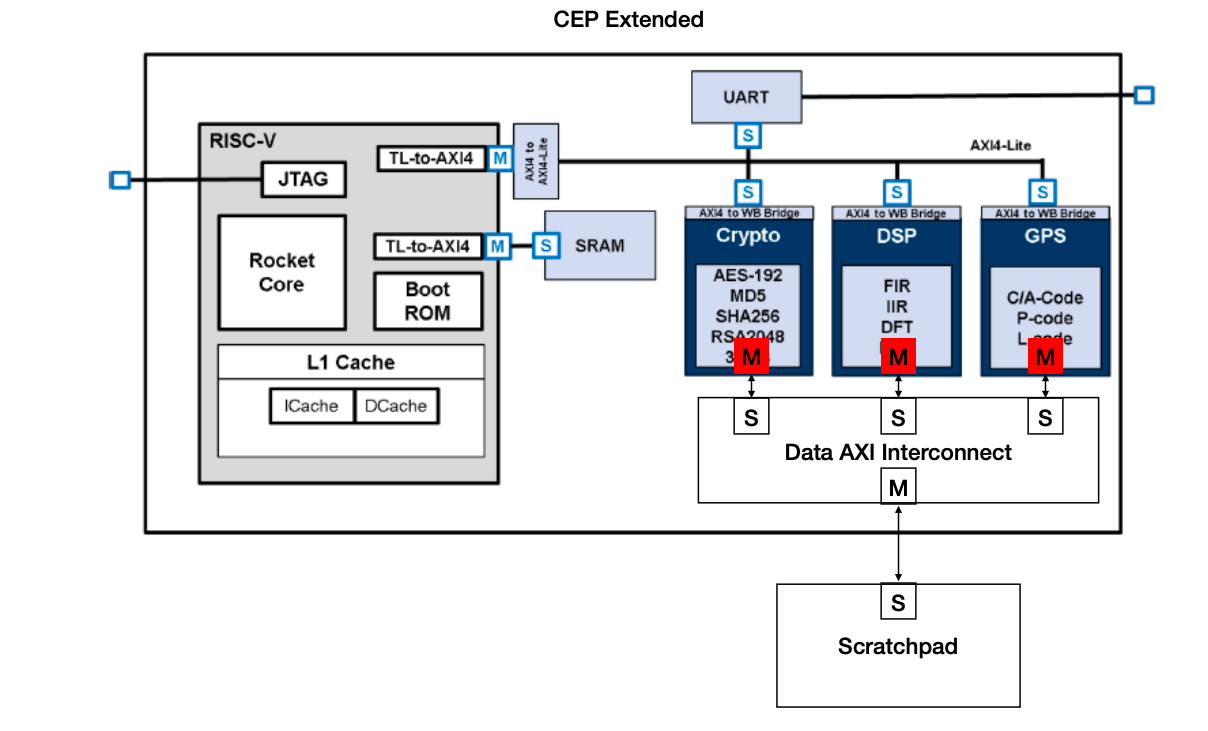 CEP Extended
UART
S
AXI4-Lite
RISC-V
JTAG
TL-to-AXI4
M
AXI4 to
AXI4-Lite
TL-to-AXI4
M
S
SRAM
Rocket
Core
Boot
ROM
L1 Cache
ICache
DCache
S
AXI4 to WB Bridge
Crypto
AES-192
MD5
SHA256
RSA2048
M
S
AXI4 to WB Bridge
DSP
FIR
IIR
DFT
M
S
AXI4 to WB Bridge
GPS
C/A-Code
P-code
M
S
S
S
Data AXI Interconnect
M
S
Scratchpad